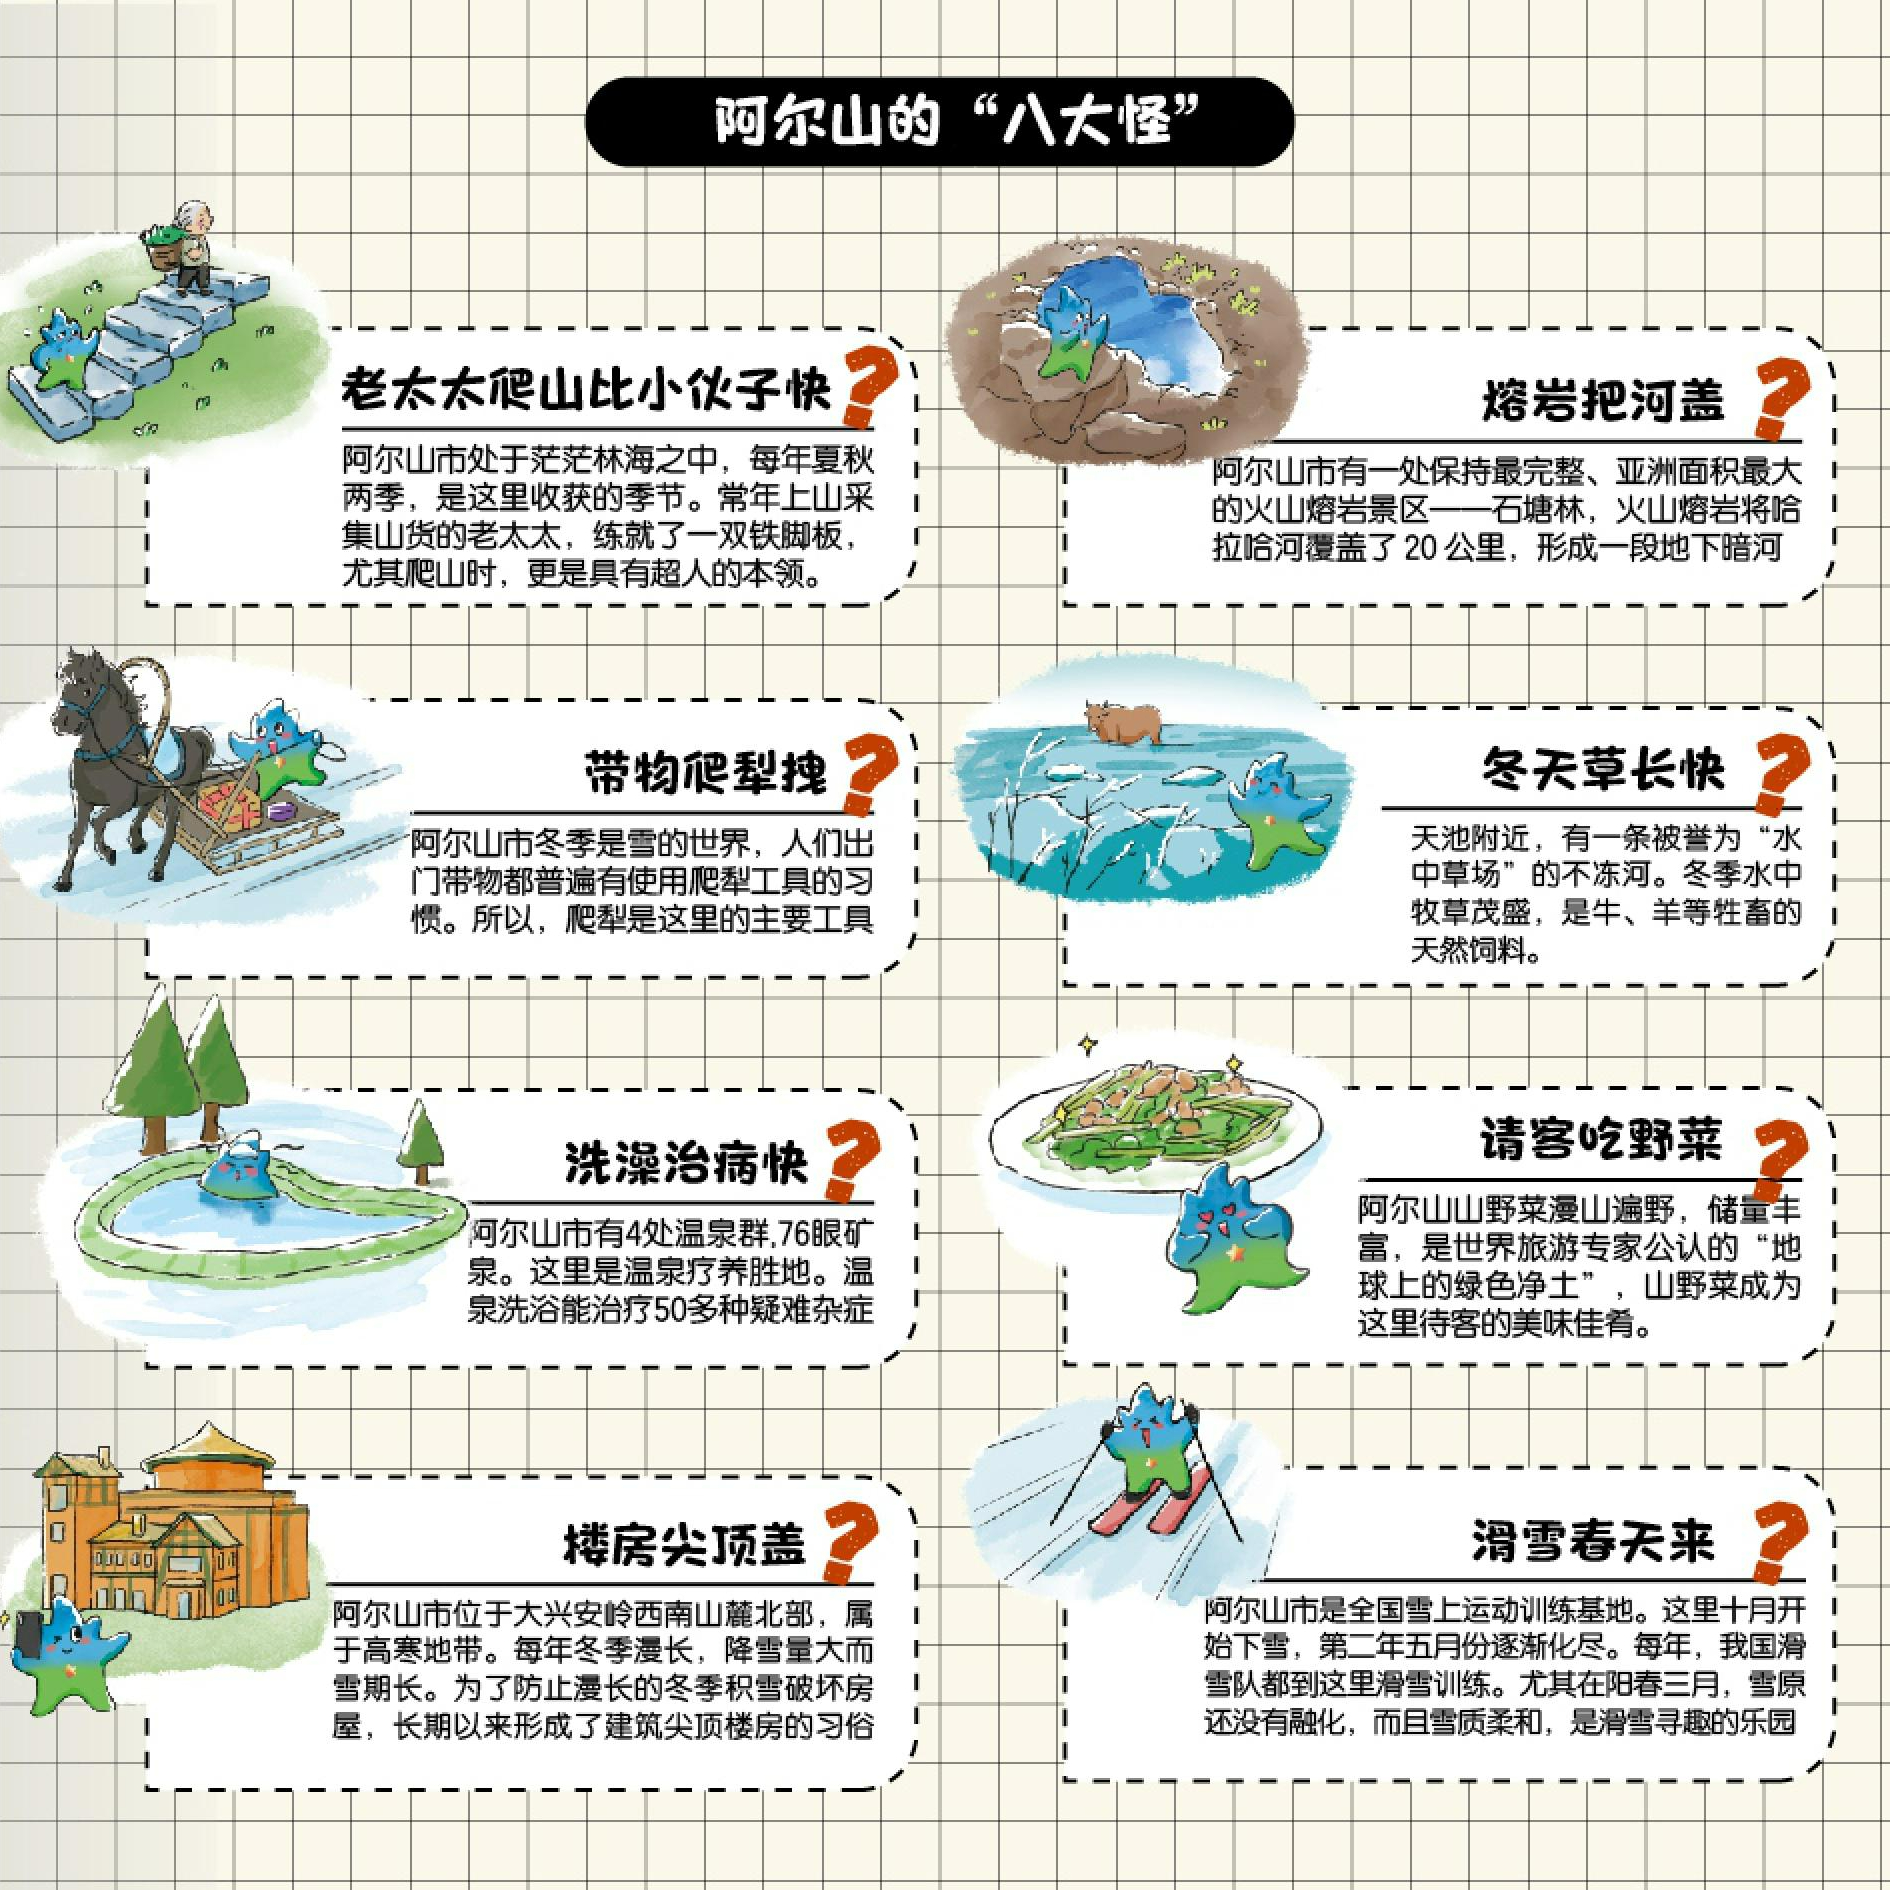 阿尔山的“八大怪”
老太太爬山比小伙子快?
阿尔山市处于茫茫林海之中，每年夏秋
两季，是这里收获的季节。常年上山采
集山货的老太太，练就了一双铁脚板，
尤其爬山时，更是具有超人的本领。
熔岩把河盖?
阿尔山市有一处保持最完整、亚洲面积最大
的火山熔岩景区——石塘林，火山熔岩将哈
拉哈河覆盖了20公里，形成一段地下暗河
带物爬犁拽?
阿尔山市冬季是雪的世界，人们出
门带物都普遍有使用爬犁工具的习
惯。所以，爬犁是这里的主要工具
冬天草长快?
天池附近，有一条被誉为“水
中草场”的不冻河。冬季水中
牧草茂盛，是牛、羊等牲畜的
天然饲料。
洗澡治病快?
阿尔山市有4处温泉群,76眼矿
泉。这里是温泉疗养胜地。温
泉洗浴能治疗50多种疑难杂症
请客吃野菜?
阿尔山山野菜漫山遍野，储量丰
富，是世界旅游专家公认的“地
球上的绿色净土”，山野菜成为
这里待客的美味佳肴。
楼房尖顶盖?
阿尔山市位于大兴安岭西南山麓北部，属
于高寒地带。每年冬季漫长，降雪量大而
雪期长。为了防止漫长的冬季积雪破坏房
屋，长期以来形成了建筑尖顶楼房的习俗
滑雪春天来?
阿尔山市是全国雪上运动训练基地。这里十月开
始下雪，第二年五月份逐渐化尽。每年，我国滑
雪队都到这里滑雪训练。尤其在阳春三月，雪原
还没有融化，而且雪质柔和，是滑雪寻趣的乐园